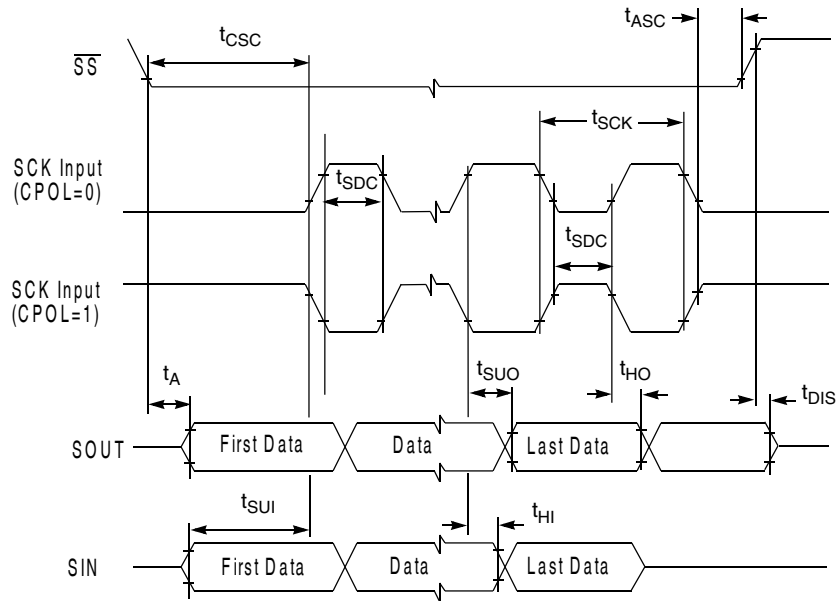 tASC
tCSC
SS
tSCK
SCK Input
(CPOL=0)
tSDC
tSDC
SCK Input
(CPOL=1)
tA
tSUO
tHO
tDIS
SOUT
First Data
Data
Last Data
tSUI
tHI
SIN
First Data
Data
Last Data